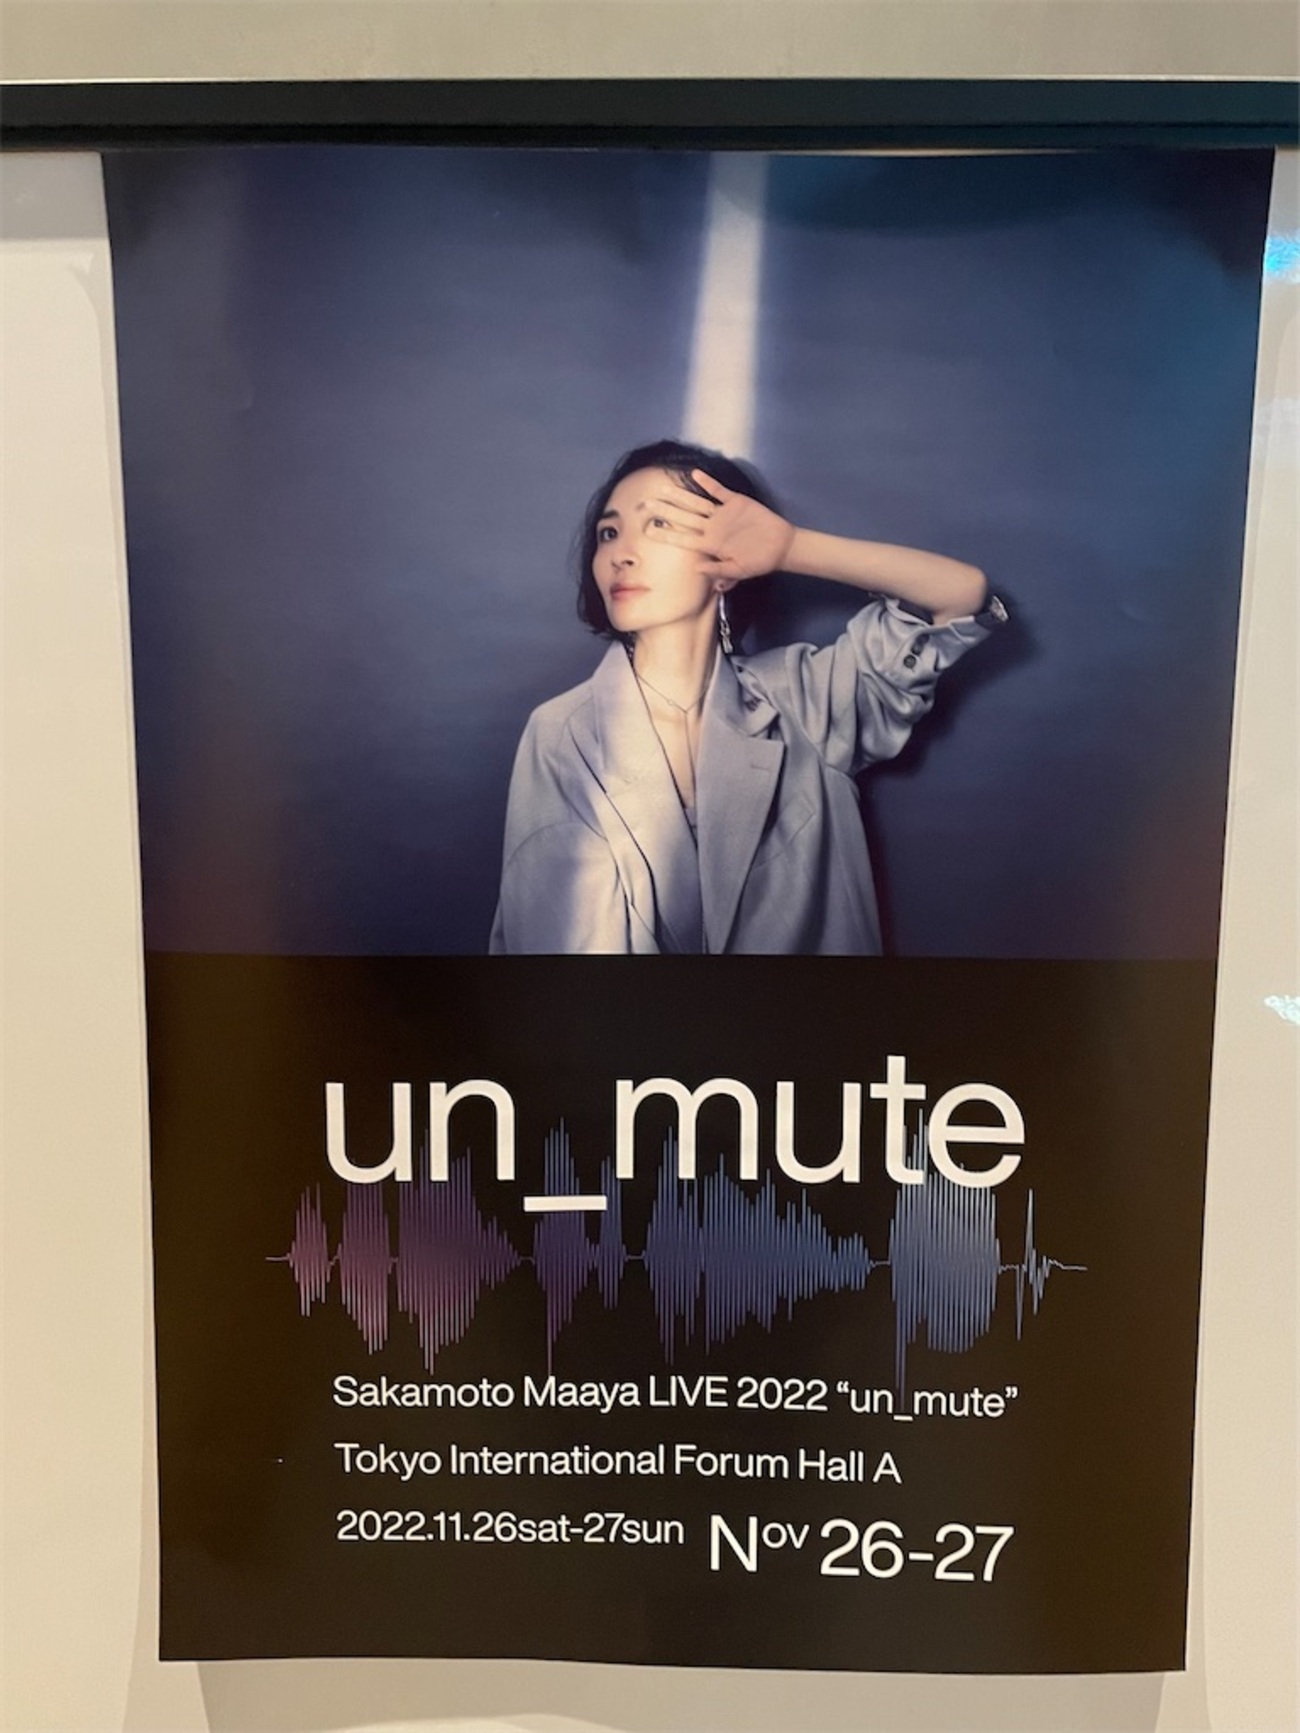 un_mute
Sakamoto Maaya LIVE 2022 “un_mute”
Tokyo International Forum Hall A
2022.11.26sat-27sun Nov 26-27